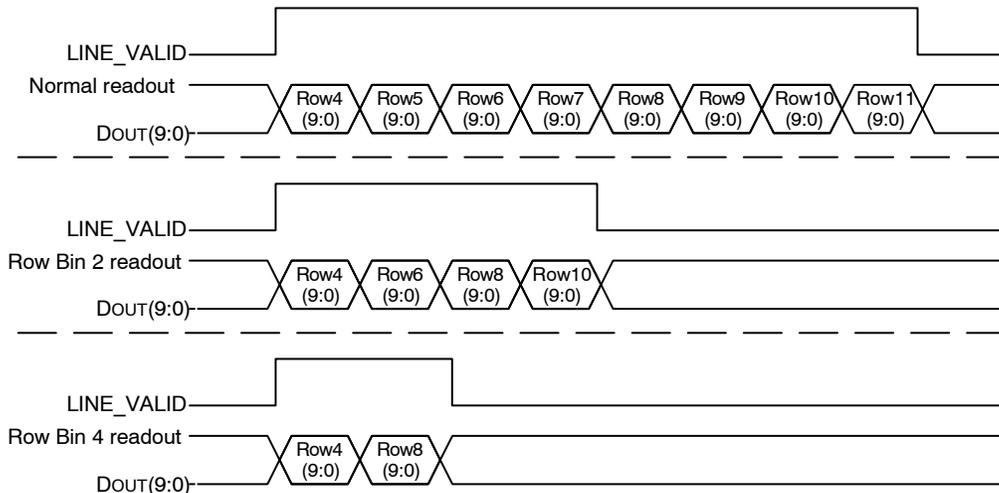 LINE_VALID
Normal readout
Row4 Row5 Row6 Row7 Row8 Row9 Row10 Row11
(9:0) (9:0) (9:0) (9:0) (9:0) (9:0) (9:0) (9:0)
DOUT(9:0)
LINE_VALID
Row Bin 2 readout
Row4 Row6 Row8 Row10
(9:0) (9:0) (9:0) (9:0)
DOUT(9:0)
LINE_VALID
Row Bin 4 readout
Row4 Row8
(9:0) (9:0)
DOUT(9:0)